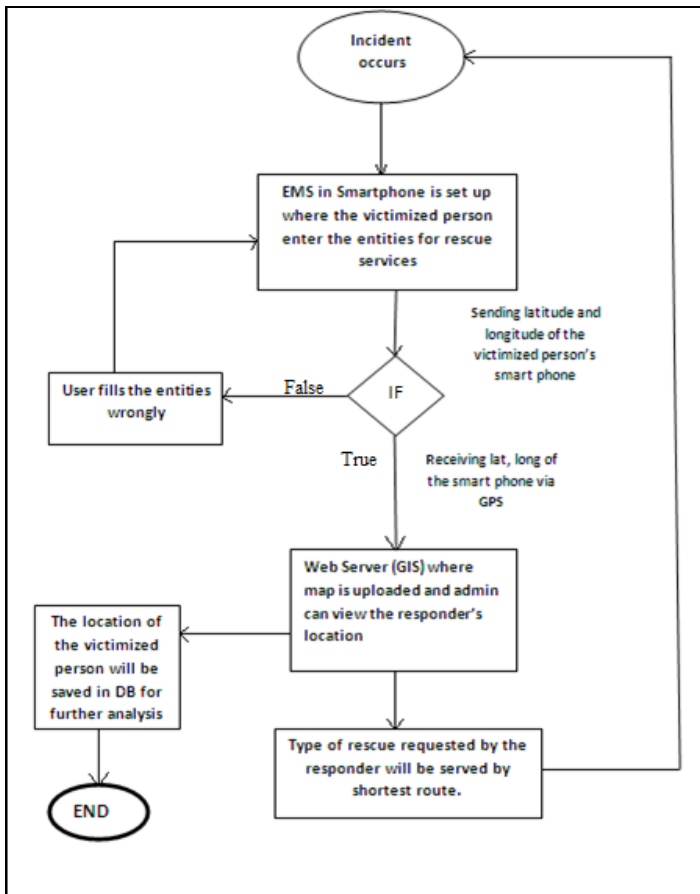 Incident
occurs
EMS in Smartphone is set up
where the victimized person
enter the entities for rescue
services
Sending latitude and
longitude of the
victimized person's
smart phone
User fills the entities
wrongly
False
IF
True
Receiving lat, long of
the smart phone via
GPS
Web Server (GIS) where
map is uploaded and admin
can view the responder's
location
The location of
the victimized
person will be
saved in DB for
further analysis
Type of rescue requested by the
responder will be served by
shortest route.
END